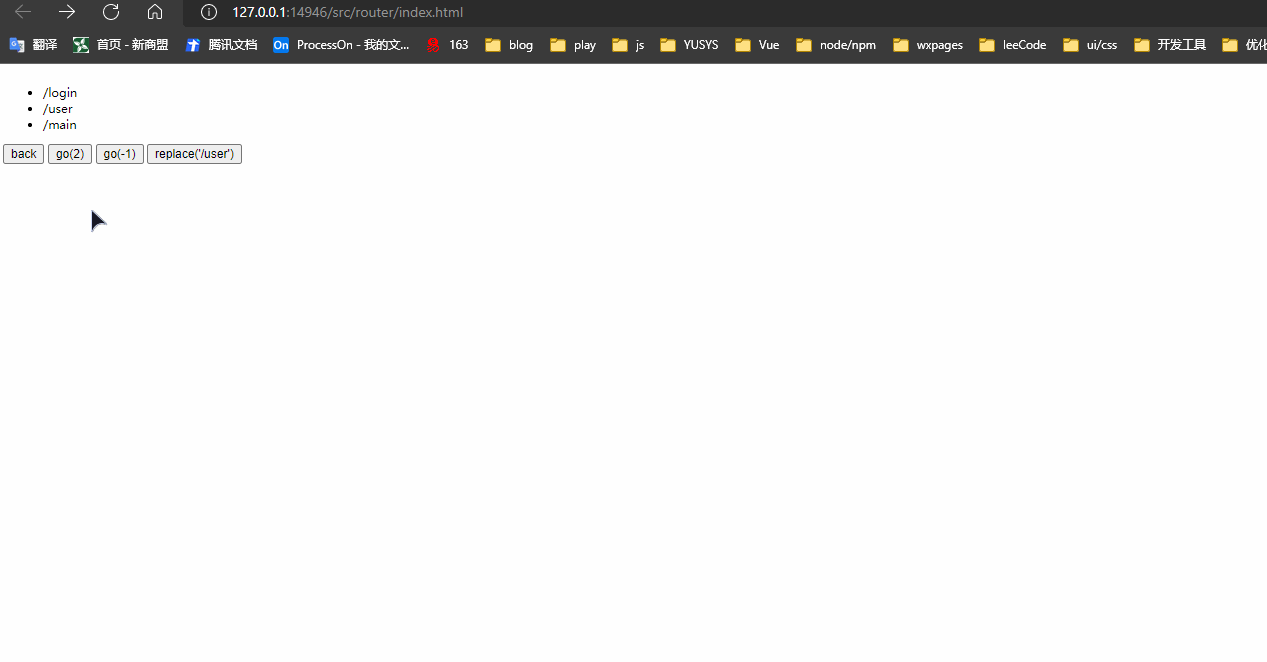 127.0.0.1:14946/src/router/index.html
翻译 首页 - 新商盟 腾讯文档 On ProcessOn - 我的文... 163 blog play js YUSYS Vue node/npm wxpages leeCode ui/css 开发工具 优化
/login
/user
/main
back go(2) go(-1) replace('/user')